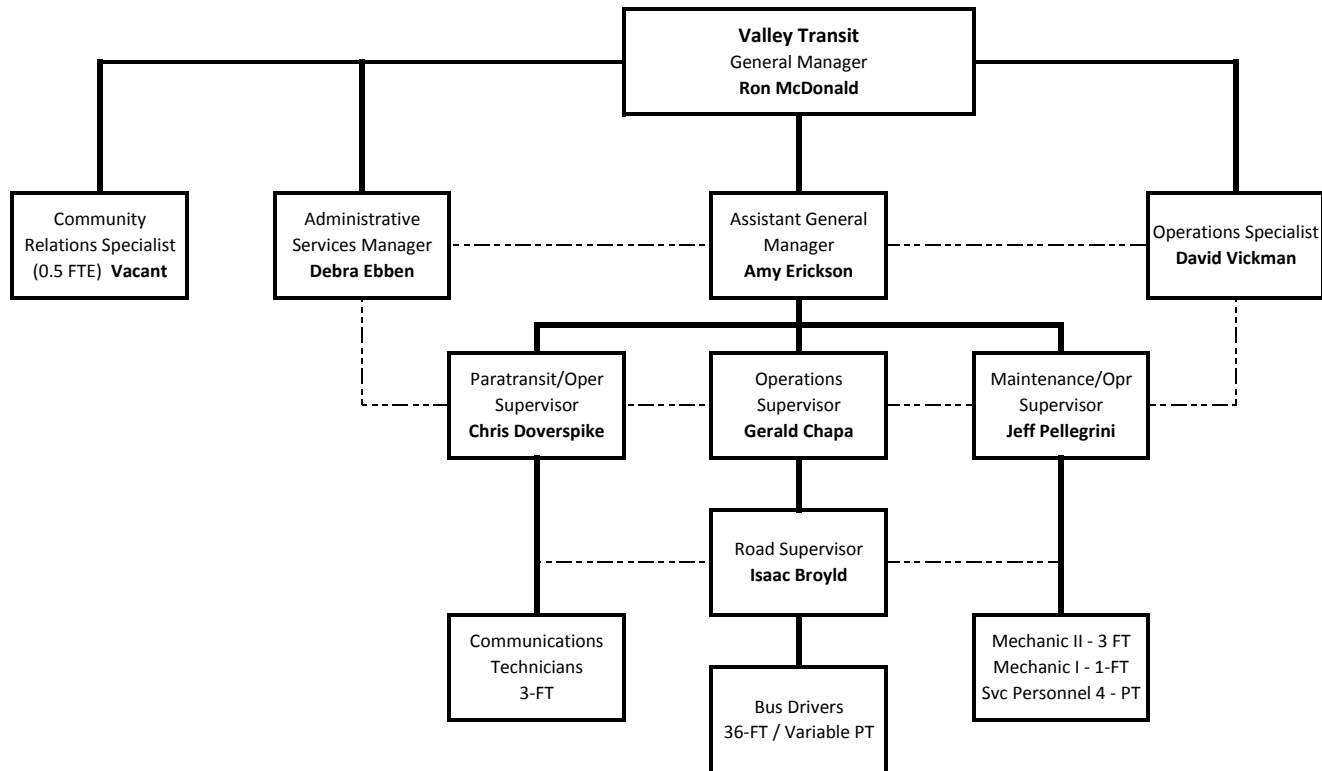 Valley Transit
General Manager
Ron McDonald
Community
Relations Specialist
(0.5 FTE) Vacant
Administrative
Services Manager
Debra Ebben
Assistant General
Manager
Amy Erickson
Operations Specialist
David Vickman
Paratransit/Oper
Supervisor
Chris Doverspike
Operations
Supervisor
Gerald Chapa
Maintenance/Opr
Supervisor
Jeff Pellegrini
Road Supervisor
Isaac Broyld
Communications
Technicians
3-FT
Bus Drivers
36-FT / Variable PT
Mechanic II - 3 FT
Mechanic I - 1-FT
Svc Personnel 4 - PT